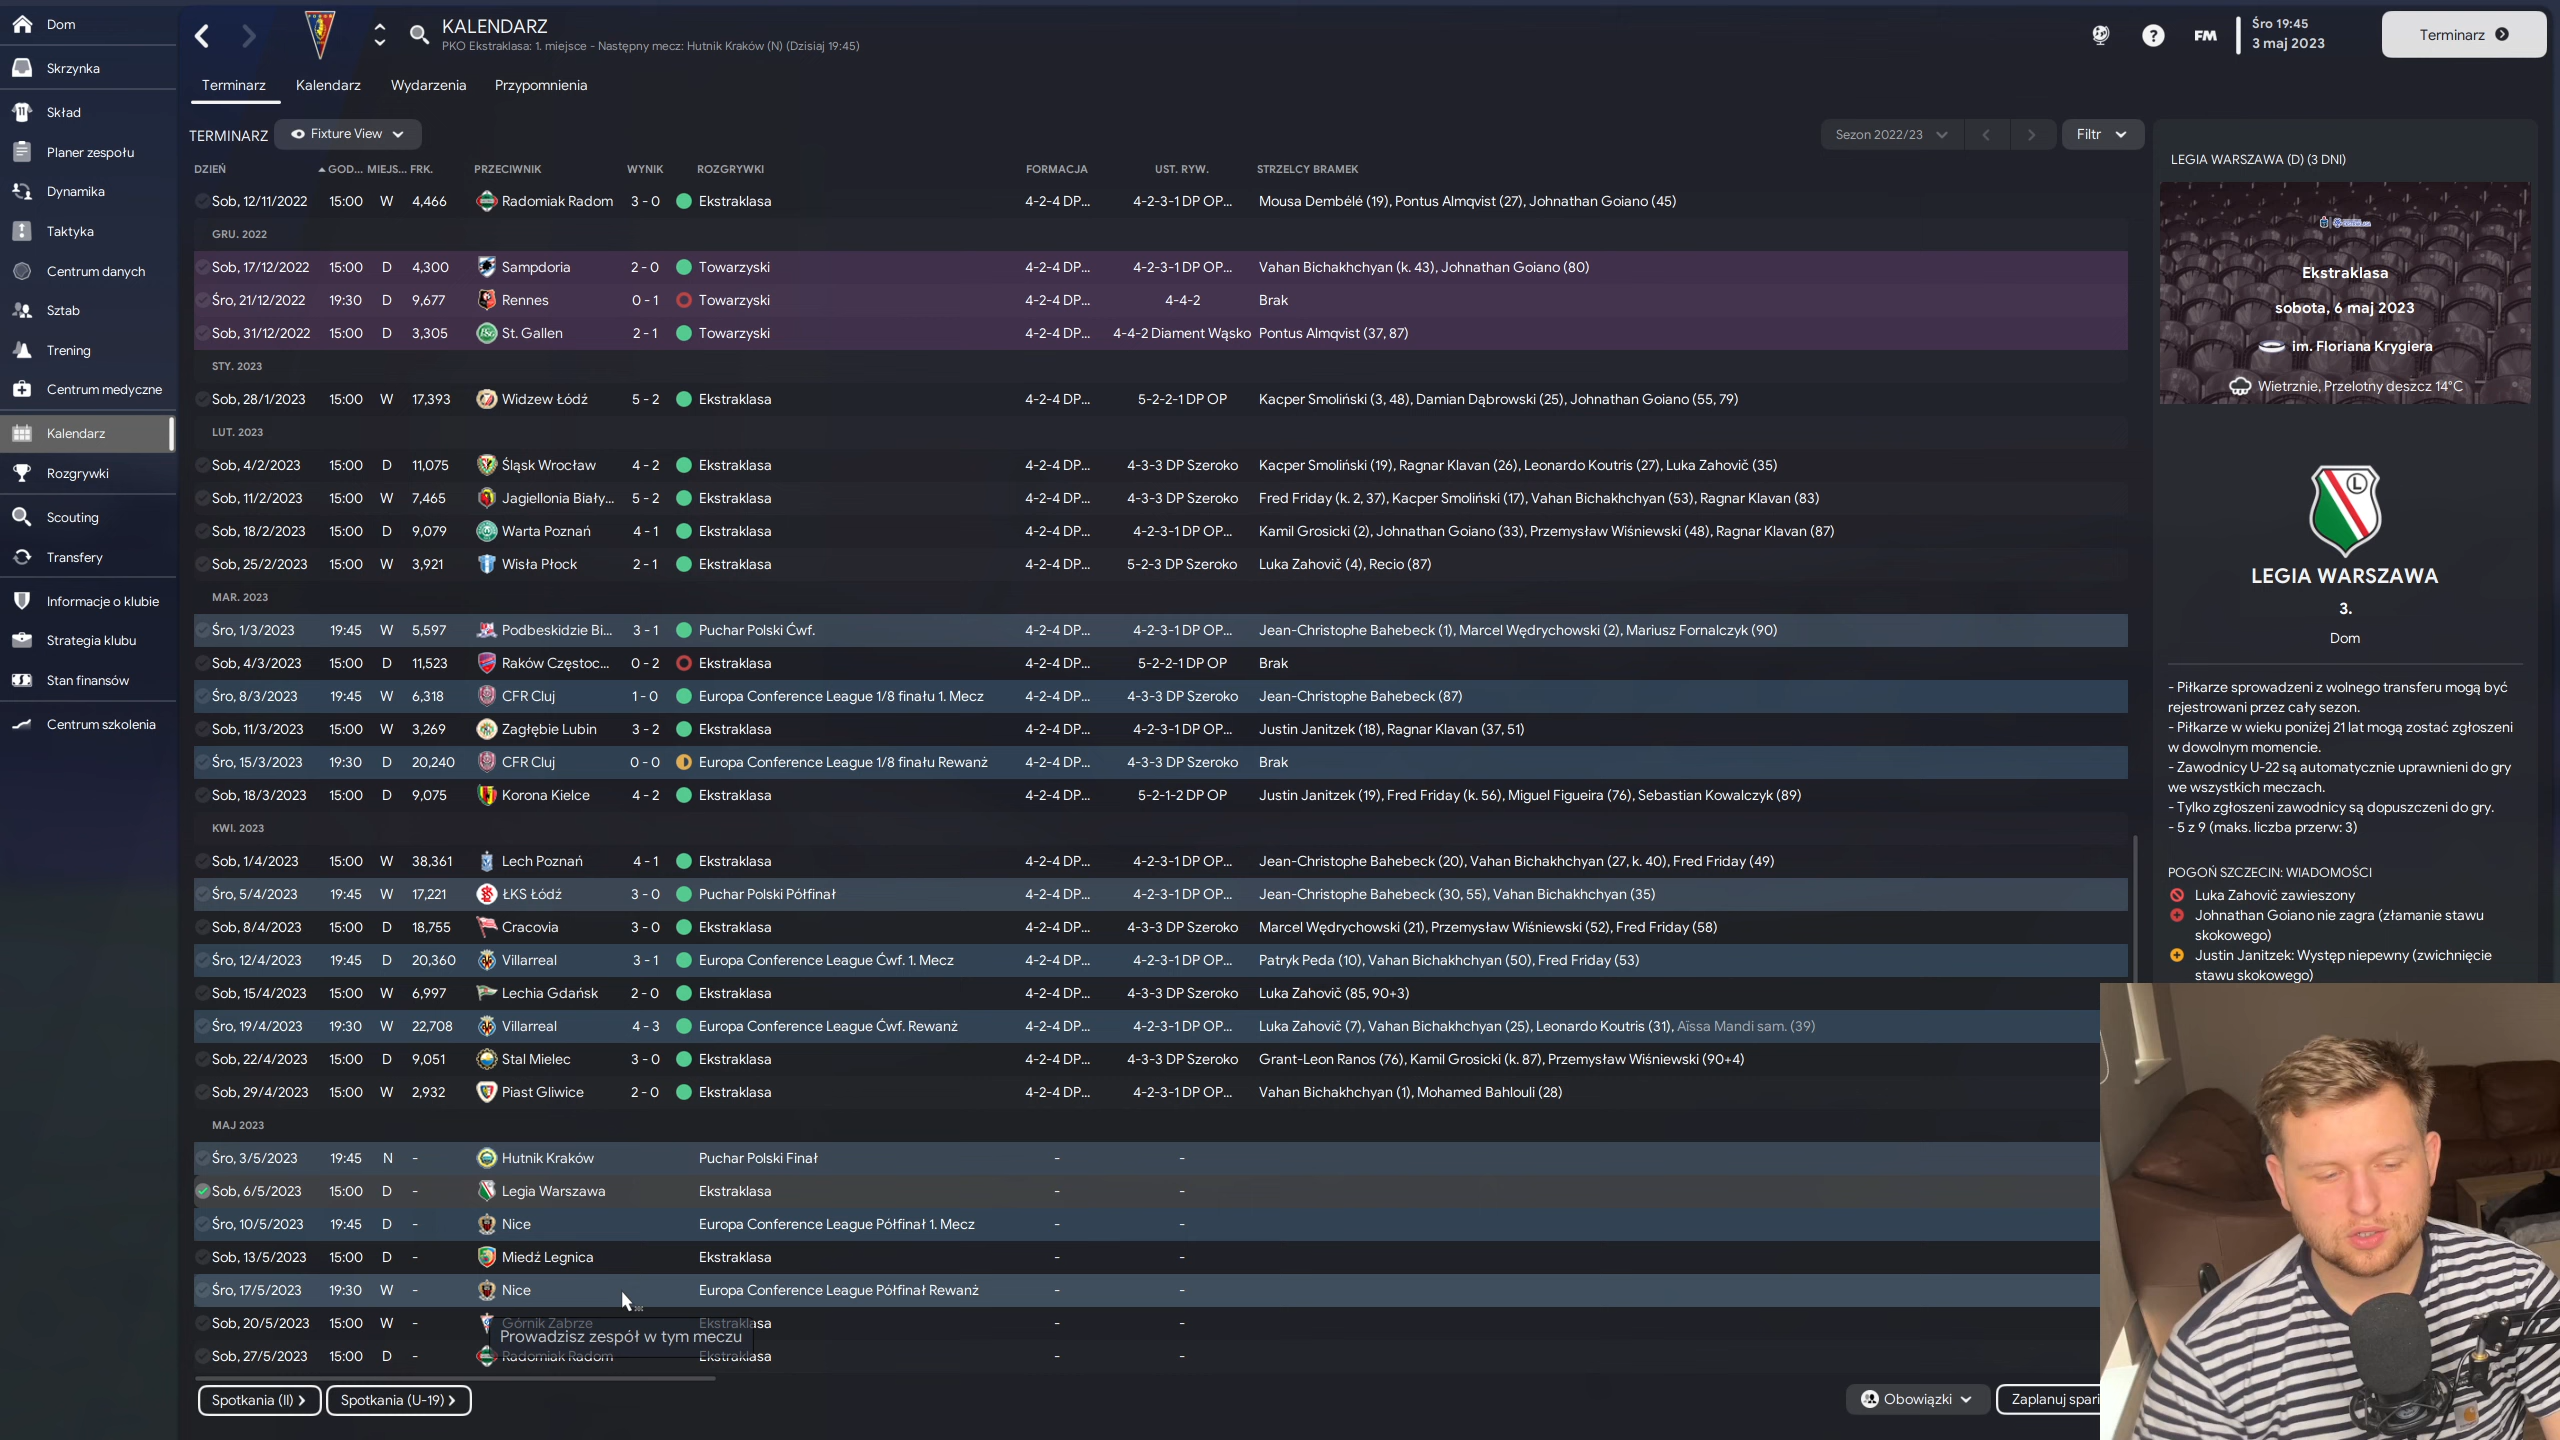 Dom
Skrzynka
Skład
Planer zespołu
Dynamika
Taktyka
Centrum danych
Sztab
Trening
Centrum medyczne
Kalendarz
Rozgrywki
Scouting
Transfery
Informacje o klubie
Strategia klubu
Stan finansów
Centrum szkolenia
KALENDARZ
PKO Ekstraklasa: 1. miejsce - Następny mecz: Hutnik Kraków (N) (Dzisiaj 19:45)
FM
Śro 19:45
3 maj 2023
Terminarz
Terminarz Kalendarz Wydarzenia Przypomnienia
TERMINARZ Fixture View Sezon 2022/23 Filtr
DZIEŃ GOD... MIEJS... FRK. PRZECIWNIK WYNIK ROZGRYWKI FORMACJA UST. RYW. STRZELCY BRAMEK
Sob, 12/11/2022 15:00 W 4,466 Radomiak Radom 3 - 0 Ekstraklasa 4-2-4 DP... 4-2-3-1 DP OP... Mousa Dembélé (19), Pontus Almqvist (27), Johnathan Goiano (45)
GRU. 2022
Sob, 17/12/2022 15:00 D 4,300 Sampdoria 2 - 0 Towarzyski 4-2-4 DP... 4-2-3-1 DP OP... Vahan Bichakhchyan (k. 43), Johnathan Goiano (80)
Śro, 21/12/2022 19:30 D 9,677 Rennes 0 - 1 Towarzyski 4-2-4 DP... 4-4-2 Brak
Sob, 31/12/2022 15:00 D 3,305 St. Gallen 2 - 1 Towarzyski 4-2-4 DP... 4-4-2 Diament Wąsko Pontus Almqvist (37, 87)
STY. 2023
Sob, 28/1/2023 15:00 W 17,393 Widzew Łódź 5 - 2 Ekstraklasa 4-2-4 DP... 5-2-2-1 DP OP Kacper Smoliński (3, 48), Damian Dąbrowski (25), Johnathan Goiano (55, 79)
LUT. 2023
Sob, 4/2/2023 15:00 D 11,075 Śląsk Wrocław 4 - 2 Ekstraklasa 4-2-4 DP... 4-3-3 DP Szeroko Kacper Smoliński (19), Ragnar Klavan (26), Leonardo Koutris (27), Luka Zahovič (35)
Sob, 11/2/2023 15:00 W 7,465 Jagiellonia Biały... 5 - 2 Ekstraklasa 4-2-4 DP... 4-3-3 DP Szeroko Fred Friday (k. 2, 37), Kacper Smoliński (17), Vahan Bichakhchyan (53), Ragnar Klavan (83)
Sob, 18/2/2023 15:00 D 9,079 Warta Poznań 4 - 1 Ekstraklasa 4-2-4 DP... 4-2-3-1 DP OP... Kamil Grosicki (2), Johnathan Goiano (33), Przemysław Wiśniewski (48), Ragnar Klavan (87)
Sob, 25/2/2023 15:00 W 3,921 Wisła Płock 2 - 1 Ekstraklasa 4-2-4 DP... 5-2-3 DP Szeroko Luka Zahovič (4), Recio (87)
MAR. 2023
Śro, 1/3/2023 19:45 W 5,597 Podbeskidzie Bi... 3 - 1 Puchar Polski Ćwf. 4-2-4 DP... 4-2-3-1 DP OP... Jean-Christophe Bahebeck (1), Marcel Wędrychowski (2), Mariusz Fornalczyk (90)
Sob, 4/3/2023 15:00 D 11,523 Raków Częstoc... 0 - 2 Ekstraklasa 4-2-4 DP... 5-2-2-1 DP OP Brak
Śro, 8/3/2023 19:45 W 6,318 CFR Cluj 1 - 0 Europa Conference League 1/8 finału 1. Mecz 4-2-4 DP... 4-3-3 DP Szeroko Jean-Christophe Bahebeck (87)
Sob, 11/3/2023 15:00 W 3,269 Zagłębie Lubin 3 - 2 Ekstraklasa 4-2-4 DP... 4-2-3-1 DP OP... Justin Janitzek (18), Ragnar Klavan (37, 51)
Śro, 15/3/2023 19:30 D 20,240 CFR Cluj 0 - 0 Europa Conference League 1/8 finału Rewanż 4-2-4 DP... 4-3-3 DP Szeroko Brak
Sob, 18/3/2023 15:00 D 9,075 Korona Kielce 4 - 2 Ekstraklasa 4-2-4 DP... 5-2-1-2 DP OP Justin Janitzek (19), Fred Friday (k. 56), Miguel Figueira (76), Sebastian Kowalczyk (89)
KWI. 2023
Sob, 1/4/2023 15:00 W 38,361 Lech Poznań 4 - 1 Ekstraklasa 4-2-4 DP... 4-2-3-1 DP OP... Jean-Christophe Bahebeck (20), Vahan Bichakhchyan (27, k. 40), Fred Friday (49)
Śro, 5/4/2023 19:45 W 17,221 ŁKS Łódź 3 - 0 Puchar Polski Półfinał 4-2-4 DP... 4-2-3-1 DP OP... Jean-Christophe Bahebeck (30, 55), Vahan Bichakhchyan (35)
Sob, 8/4/2023 15:00 D 18,755 Cracovia 3 - 0 Ekstraklasa 4-2-4 DP... 4-3-3 DP Szeroko Marcel Wędrychowski (21), Przemysław Wiśniewski (52), Fred Friday (58)
Śro, 12/4/2023 19:45 D 20,360 Villarreal 3 - 1 Europa Conference League Ćwf. 1. Mecz 4-2-4 DP... 4-2-3-1 DP OP... Patryk Peda (10), Vahan Bichakhchyan (50), Fred Friday (53)
Sob, 15/4/2023 15:00 W 6,997 Lechia Gdańsk 2 - 0 Ekstraklasa 4-2-4 DP... 4-3-3 DP Szeroko Luka Zahovič (85, 90+3)
Śro, 19/4/2023 19:30 W 22,708 Villarreal 4 - 3 Europa Conference League Ćwf. Rewanż 4-2-4 DP... 4-2-3-1 DP OP... Luka Zahovič (7), Vahan Bichakhchyan (25), Leonardo Koutris (31), Aïssa Mandi sam. (39)
Sob, 22/4/2023 15:00 D 9,051 Stal Mielec 3 - 0 Ekstraklasa 4-2-4 DP... 4-3-3 DP Szeroko Grant-Leon Ranos (76), Kamil Grosicki (k. 87), Przemysław Wiśniewski (90+4)
Sob, 29/4/2023 15:00 W 2,932 Piast Gliwice 2 - 0 Ekstraklasa 4-2-4 DP... 4-2-3-1 DP OP... Vahan Bichakhchyan (1), Mohamed Bahlouli (28)
MAJ 2023
Śro, 3/5/2023 19:45 N - Hutnik Kraków Puchar Polski Finał - -
Sob, 6/5/2023 15:00 D - Legia Warszawa Ekstraklasa - -
Śro, 10/5/2023 19:45 D - Nice Europa Conference League Półfinał 1. Mecz - -
Sob, 13/5/2023 15:00 D - Miedź Legnica Ekstraklasa - -
Śro, 17/5/2023 19:30 W - Nice Europa Conference League Półfinał Rewanż - -
Sob, 20/5/2023 15:00 W - Górnik Zabrze Ekstraklasa - -
Prowadzisz zespół w tym meczu
Sob, 27/5/2023 15:00 D - Radomiak Radom Ekstraklasa - -
Spotkania (II) Spotkania (U-19) Obowiązki Zaplanuj spari
LEGIA WARSZAWA (D) (3 DNI)
Ekstraklasa
sobota, 6 maj 2023
im. Floriana Krygiera
Wietrznie, Przelotny deszcz 14°C
LEGIA WARSZAWA
3.
Dom
- Piłkarze sprowadzeni z wolnego transferu mogą być
rejestrowani przez cały sezon.
- Piłkarze w wieku poniżej 21 lat mogą zostać zgłoszeni
w dowolnym momencie.
- Zawodnicy U-22 są automatycznie uprawnieni do gry
we wszystkich meczach.
- Tylko zgłoszeni zawodnicy są dopuszczeni do gry.
- 5 z 9 (maks. liczba przerw: 3)
POGOŃ SZCZECIN: WIADOMOŚCI
Luka Zahovič zawieszony
Johnathan Goiano nie zagra (złamanie stawu
skokowego)
Justin Janitzek: Występ niepewny (zwichnięcie
stawu skokowego)